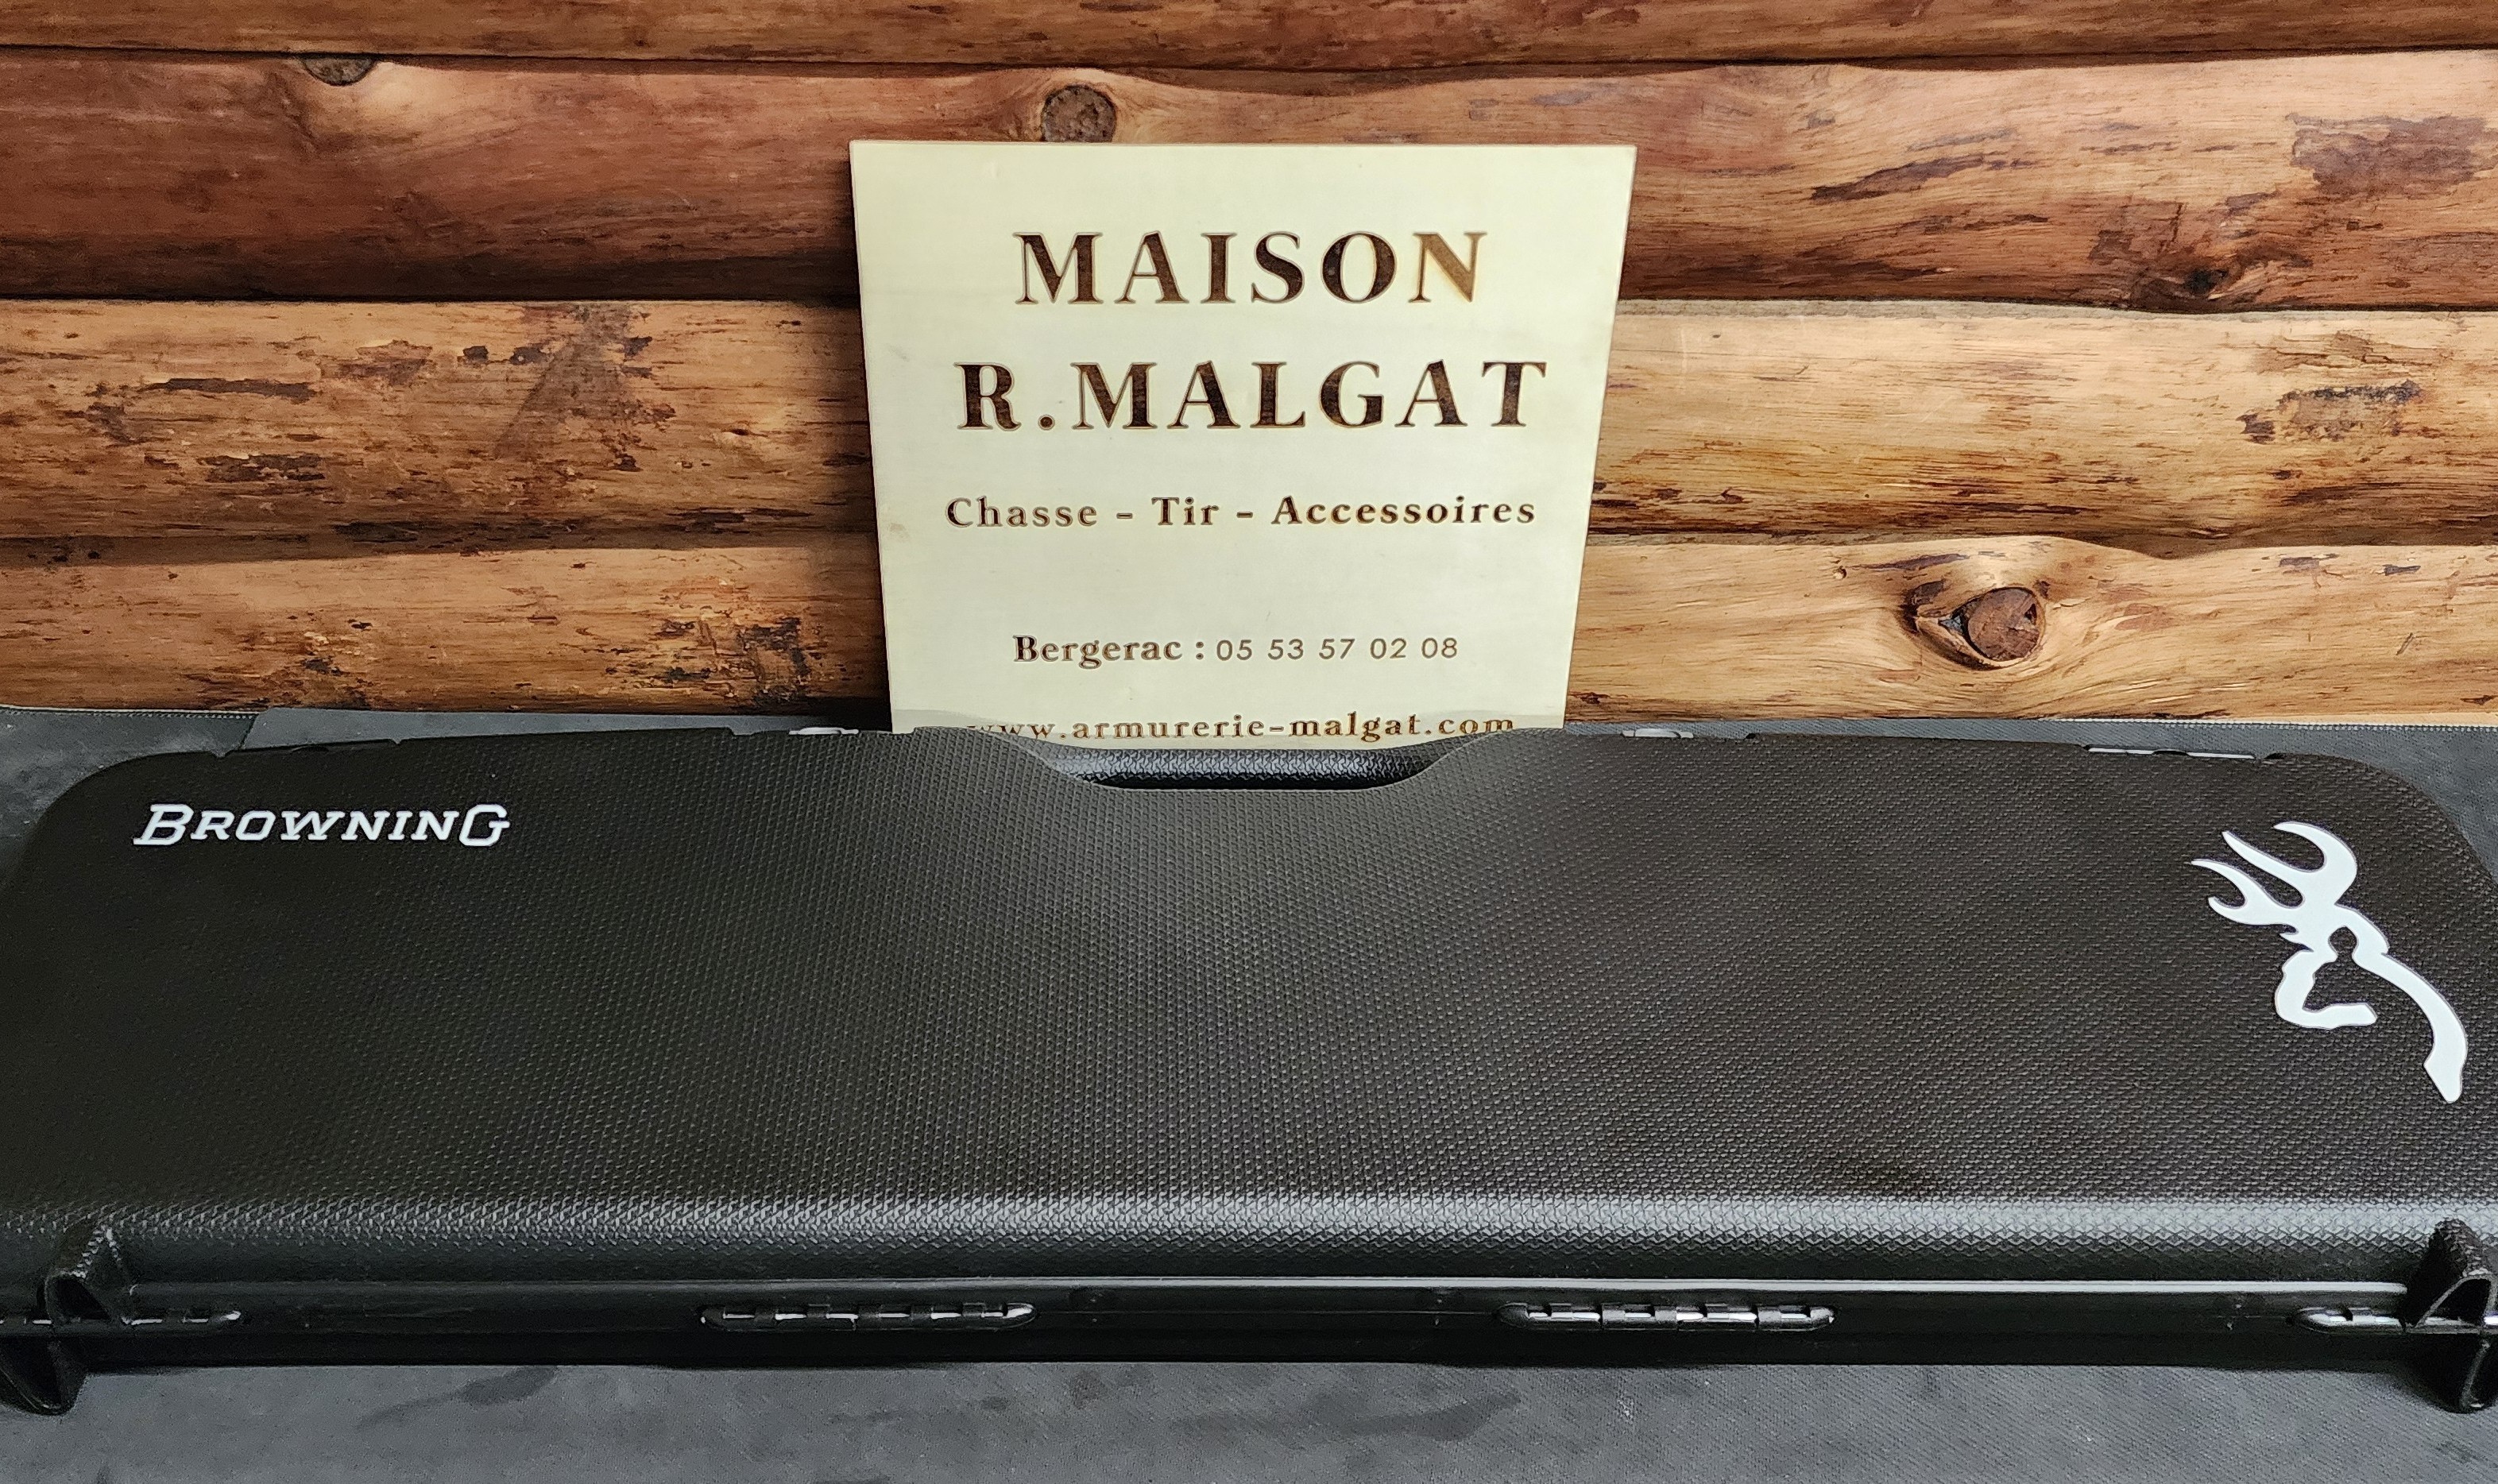 MAISON
R.MALGAT
Chasse - Tir - Accessoires
Bergerac : 05 53 57 02 08
www.armurerie-malgat.com
BROWNING